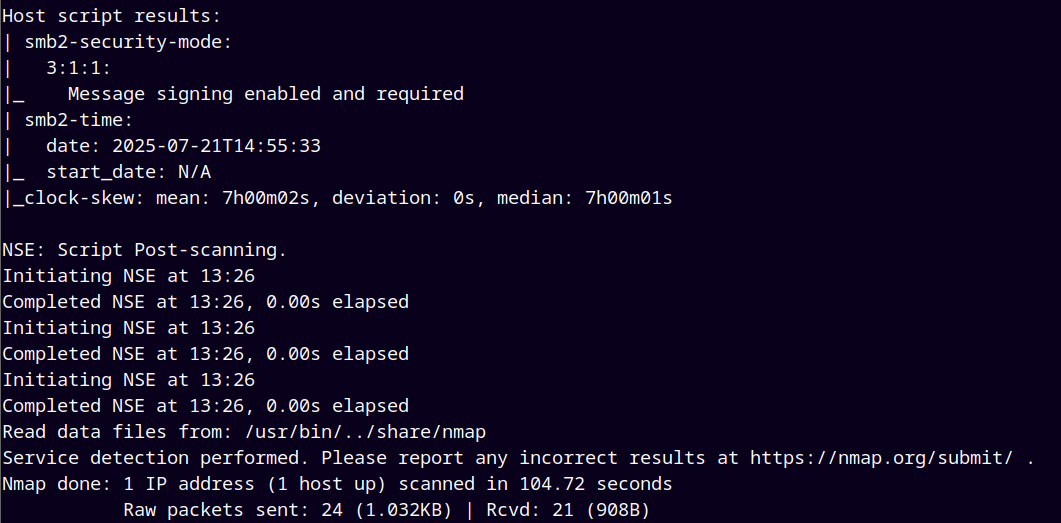 Host script results:
| smb2-security-mode:
|   3:1:1:
|_    Message signing enabled and required
| smb2-time:
|   date: 2025-07-21T14:55:33
|_  start_date: N/A
|_clock-skew: mean: 7h00m02s, deviation: 0s, median: 7h00m01s

NSE: Script Post-scanning.
Initiating NSE at 13:26
Completed NSE at 13:26, 0.00s elapsed
Initiating NSE at 13:26
Completed NSE at 13:26, 0.00s elapsed
Initiating NSE at 13:26
Completed NSE at 13:26, 0.00s elapsed
Read data files from: /usr/bin/../share/nmap
Service detection performed. Please report any incorrect results at https://nmap.org/submit/ .
Nmap done: 1 IP address (1 host up) scanned in 104.72 seconds
           Raw packets sent: 24 (1.032KB) | Rcvd: 21 (908B)